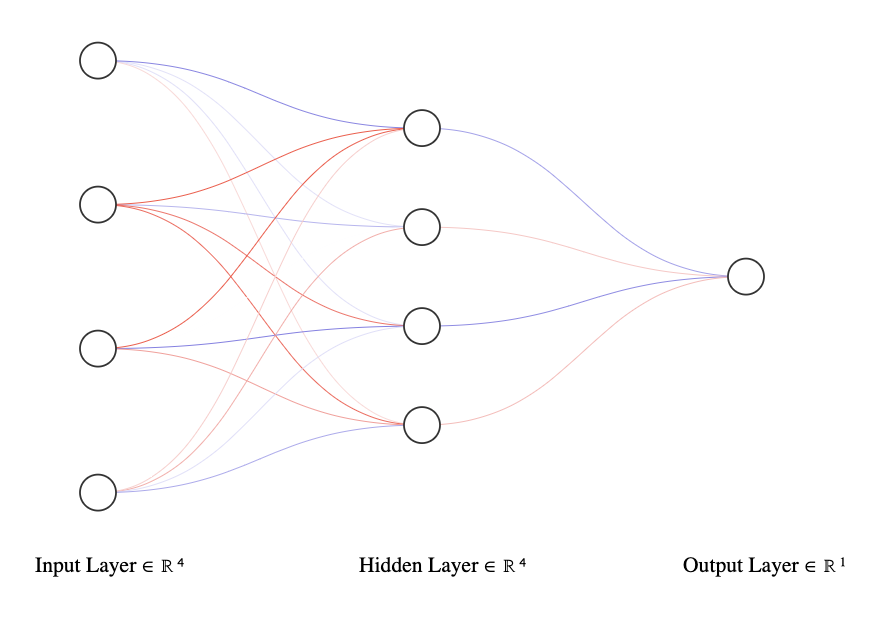 Input Layer ∈ ℝ⁴
Hidden Layer ∈ ℝ⁴
Output Layer ∈ ℝ¹